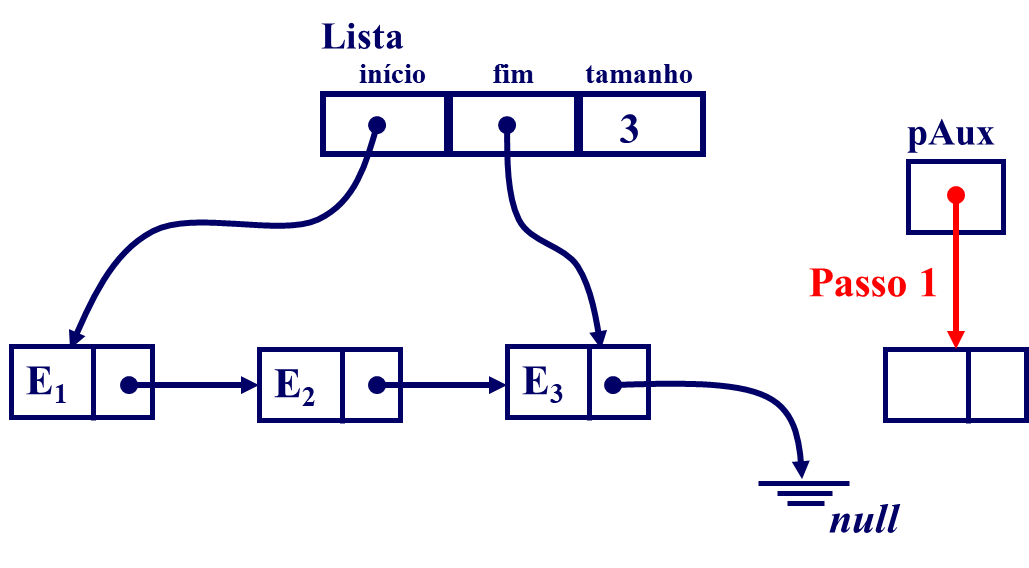 Lista
início fim tamanho
3
pAux
Passo 1
E₁ E₂ E₃
null